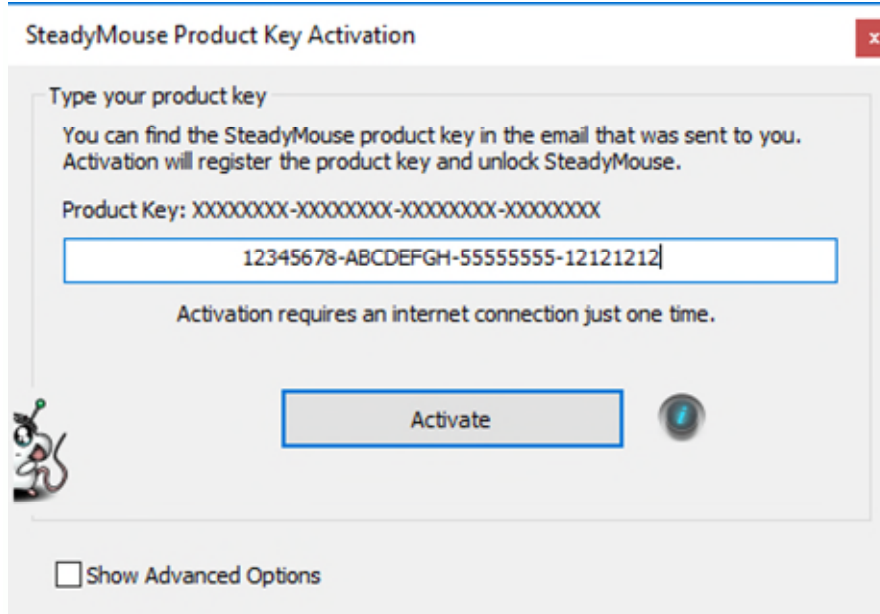 SteadyMouse Product Key Activation
x
Type your product key
You can find the SteadyMouse product key in the email that was sent to you.
Activation will register the product key and unlock SteadyMouse.
Product Key: XXXXXXXX-XXXXXXXX-XXXXXXXX-XXXXXXXX
12345678-ABCDEFGH-55555555-12121212
Activation requires an internet connection just one time.
Activate
i
Show Advanced Options